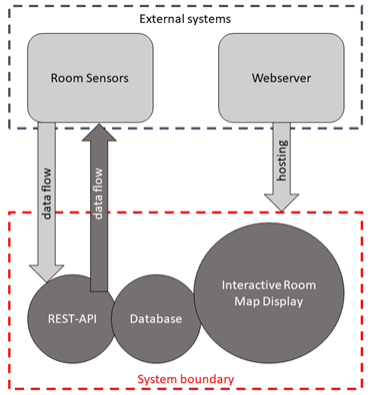 External systems
Room Sensors
Webserver
data flow
data flow
hosting
REST-API
Database
Interactive Room
Map Display
System boundary